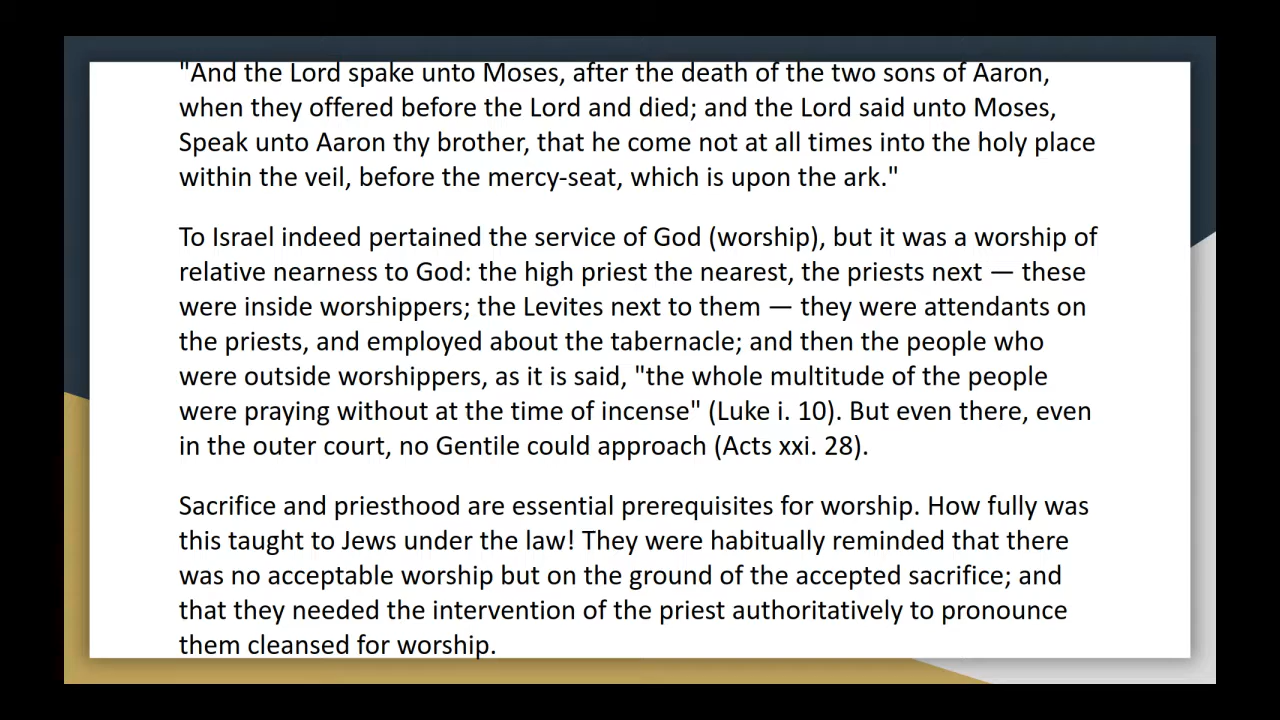 "And the Lord spake unto Moses, after the death of the two sons of Aaron,
when they offered before the Lord and died; and the Lord said unto Moses,
Speak unto Aaron thy brother, that he come not at all times into the holy place
within the veil, before the mercy-seat, which is upon the ark."
To Israel indeed pertained the service of God (worship), but it was a worship of
relative nearness to God: the high priest the nearest, the priests next — these
were inside worshippers; the Levites next to them — they were attendants on
the priests, and employed about the tabernacle; and then the people who
were outside worshippers, as it is said, "the whole multitude of the people
were praying without at the time of incense" (Luke i. 10). But even there, even
in the outer court, no Gentile could approach (Acts xxi. 28).
Sacrifice and priesthood are essential prerequisites for worship. How fully was
this taught to Jews under the law! They were habitually reminded that there
was no acceptable worship but on the ground of the accepted sacrifice; and
that they needed the intervention of the priest authoritatively to pronounce
them cleansed for worship.